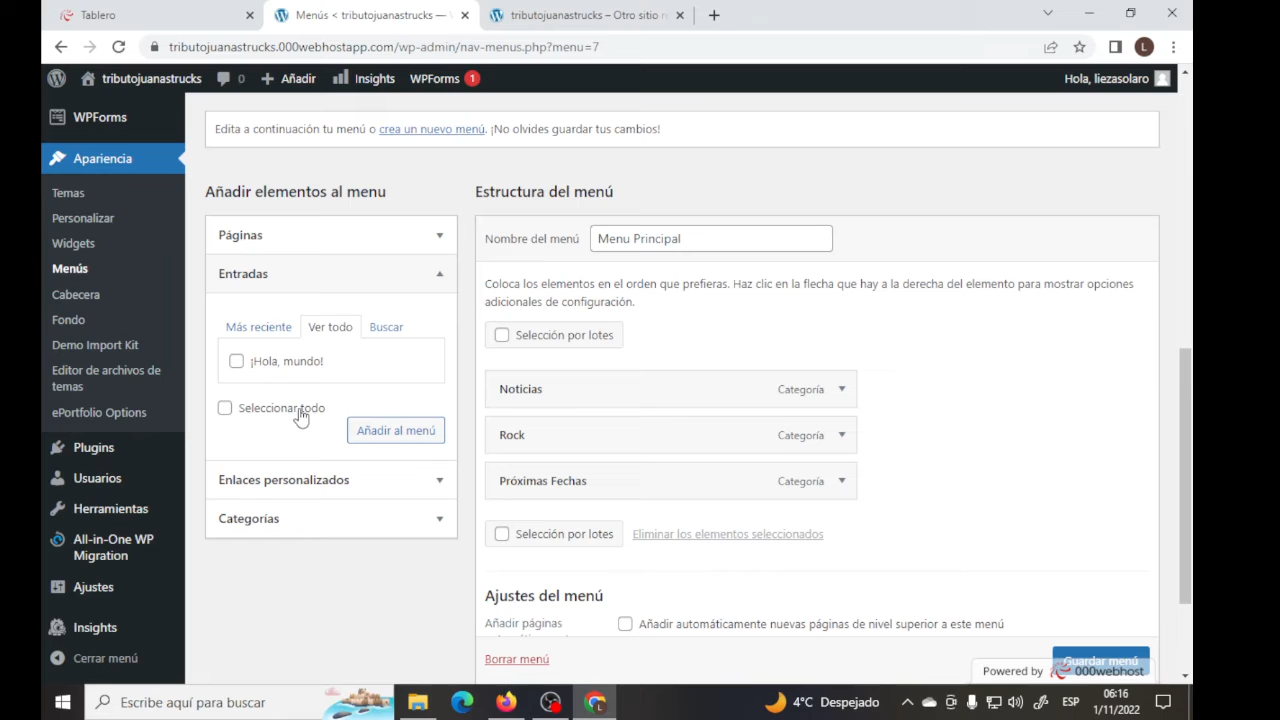 Tablero
Menús < tributojuanastrucks —
tributojuanastrucks – Otro sitio r
tributojuanastrucks.000webhostapp.com/wp-admin/nav-menus.php?menu=7
L
tributojuanastrucks
0
Añadir
Insights
WPForms 1
Hola, liezasolaro
WPForms
Apariencia
Temas
Personalizar
Widgets
Menús
Cabecera
Fondo
Demo Import Kit
Editor de archivos de
temas
ePortfolio Options
Plugins
Usuarios
Herramientas
All-in-One WP
Migration
Ajustes
Insights
Cerrar menú
Edita a continuación tu menú o crea un nuevo menú. ¡No olvides guardar tus cambios!
Añadir elementos al menu
Páginas
Entradas
Más reciente
Ver todo
Buscar
¡Hola, mundo!
Seleccionar todo
Añadir al menú
Enlaces personalizados
Categorías
Estructura del menú
Nombre del menú
Menu Principal
Coloca los elementos en el orden que prefieras. Haz clic en la flecha que hay a la derecha del elemento para mostrar opciones
adicionales de configuración.
Selección por lotes
Noticias Categoría
Rock Categoría
Próximas Fechas Categoría
Selección por lotes
Eliminar los elementos seleccionados
Ajustes del menú
Añadir páginas
Añadir automáticamente nuevas páginas de nivel superior a este menú
Borrar menú
Guardar menú
Powered by 000webhost
Escribe aquí para buscar
4°C Despejado
ESP
06:16
1/11/2022